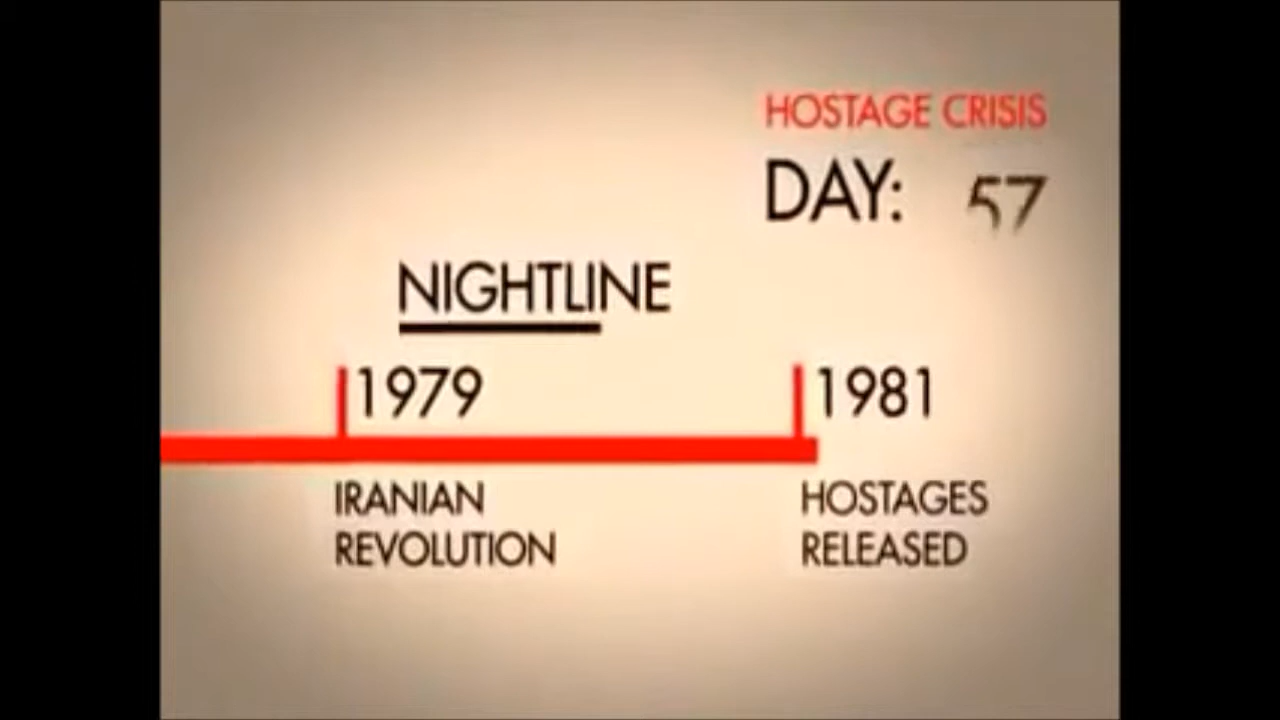 HOSTAGE CRISIS
DAY: 57
NIGHTLINE
1979
1981
IRANIAN
REVOLUTION
HOSTAGES
RELEASED